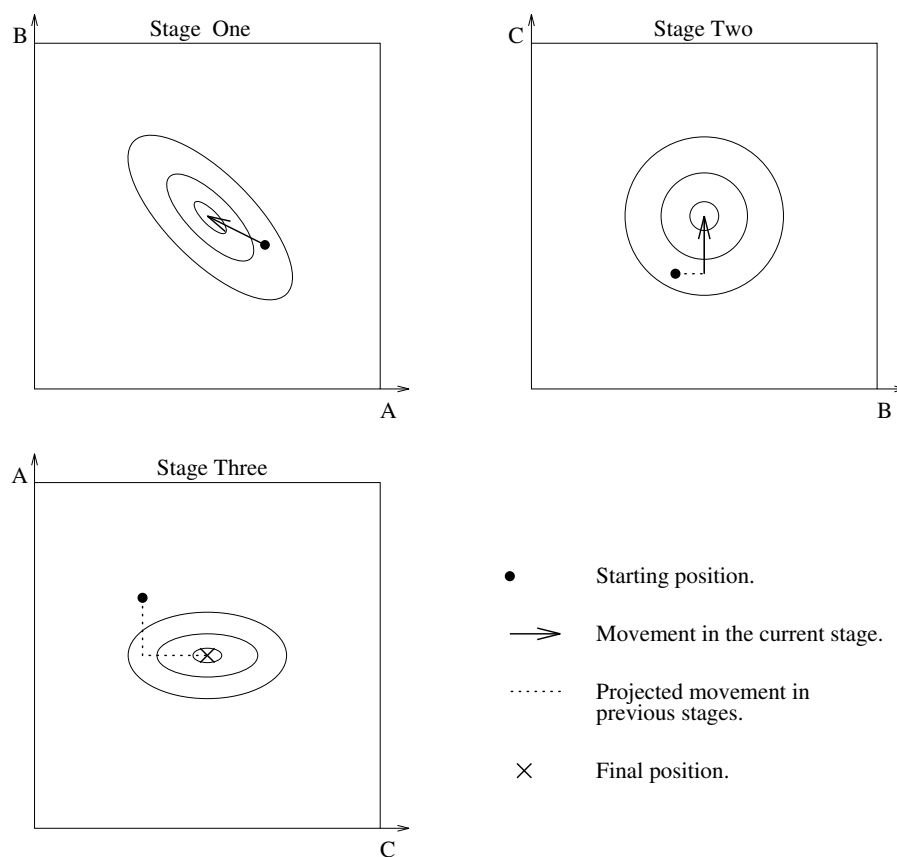 Stage One
B
A
Stage Two
C
B
Stage Three
A
C
Starting position.
Movement in the current stage.
Projected movement in
previous stages.
Final position.